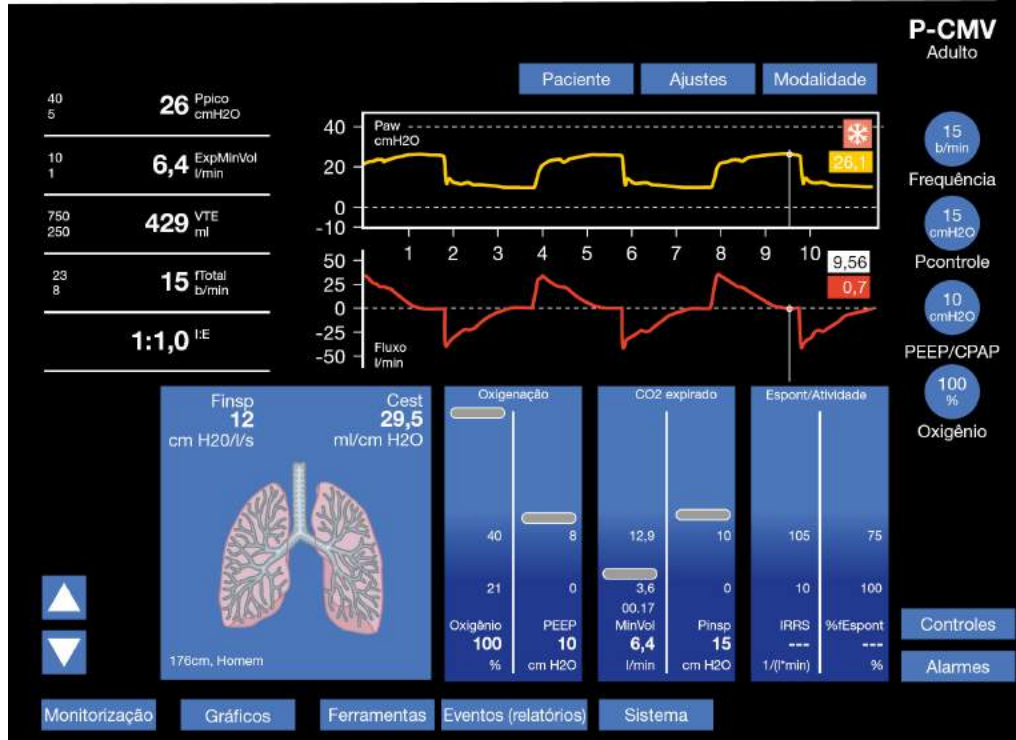 P-CMV
Adulto
Paciente
Ajustes
Modalidade
40
5
26 Ppico
cmH2O
10
1
6,4 ExpMinVol
l/min
750
250
429 VTE
ml
23
8
15 fTotal
b/min
1:1,0 I:E
Paw
cmH2O
40
20
0
-10
26,1
1 2 3 4 5 6 7 8 9 10
50
25
0
-25
-50
9,56
0,7
Fluxo
l/min
15
b/min
Frequência
15
cmH2O
Pcontrole
10
cmH2O
PEEP/CPAP
100
%
Oxigênio
Finsp
12
cm H20/l/s
Cest
29,5
ml/cm H2O
176cm, Homem
Oxigenação
40 8
21 0
Oxigênio PEEP
100 10
% cm H2O
CO2 expirado
12,9 10
3,6 0
00.17
MinVol Pinsp
6,4 15
l/min cm H2O
Espont/Atividade
105 75
10 100
IRRS %fEspont
--- ---
1/(l*min) %
Controles
Alarmes
Monitorização
Gráficos
Ferramentas
Eventos (relatórios)
Sistema